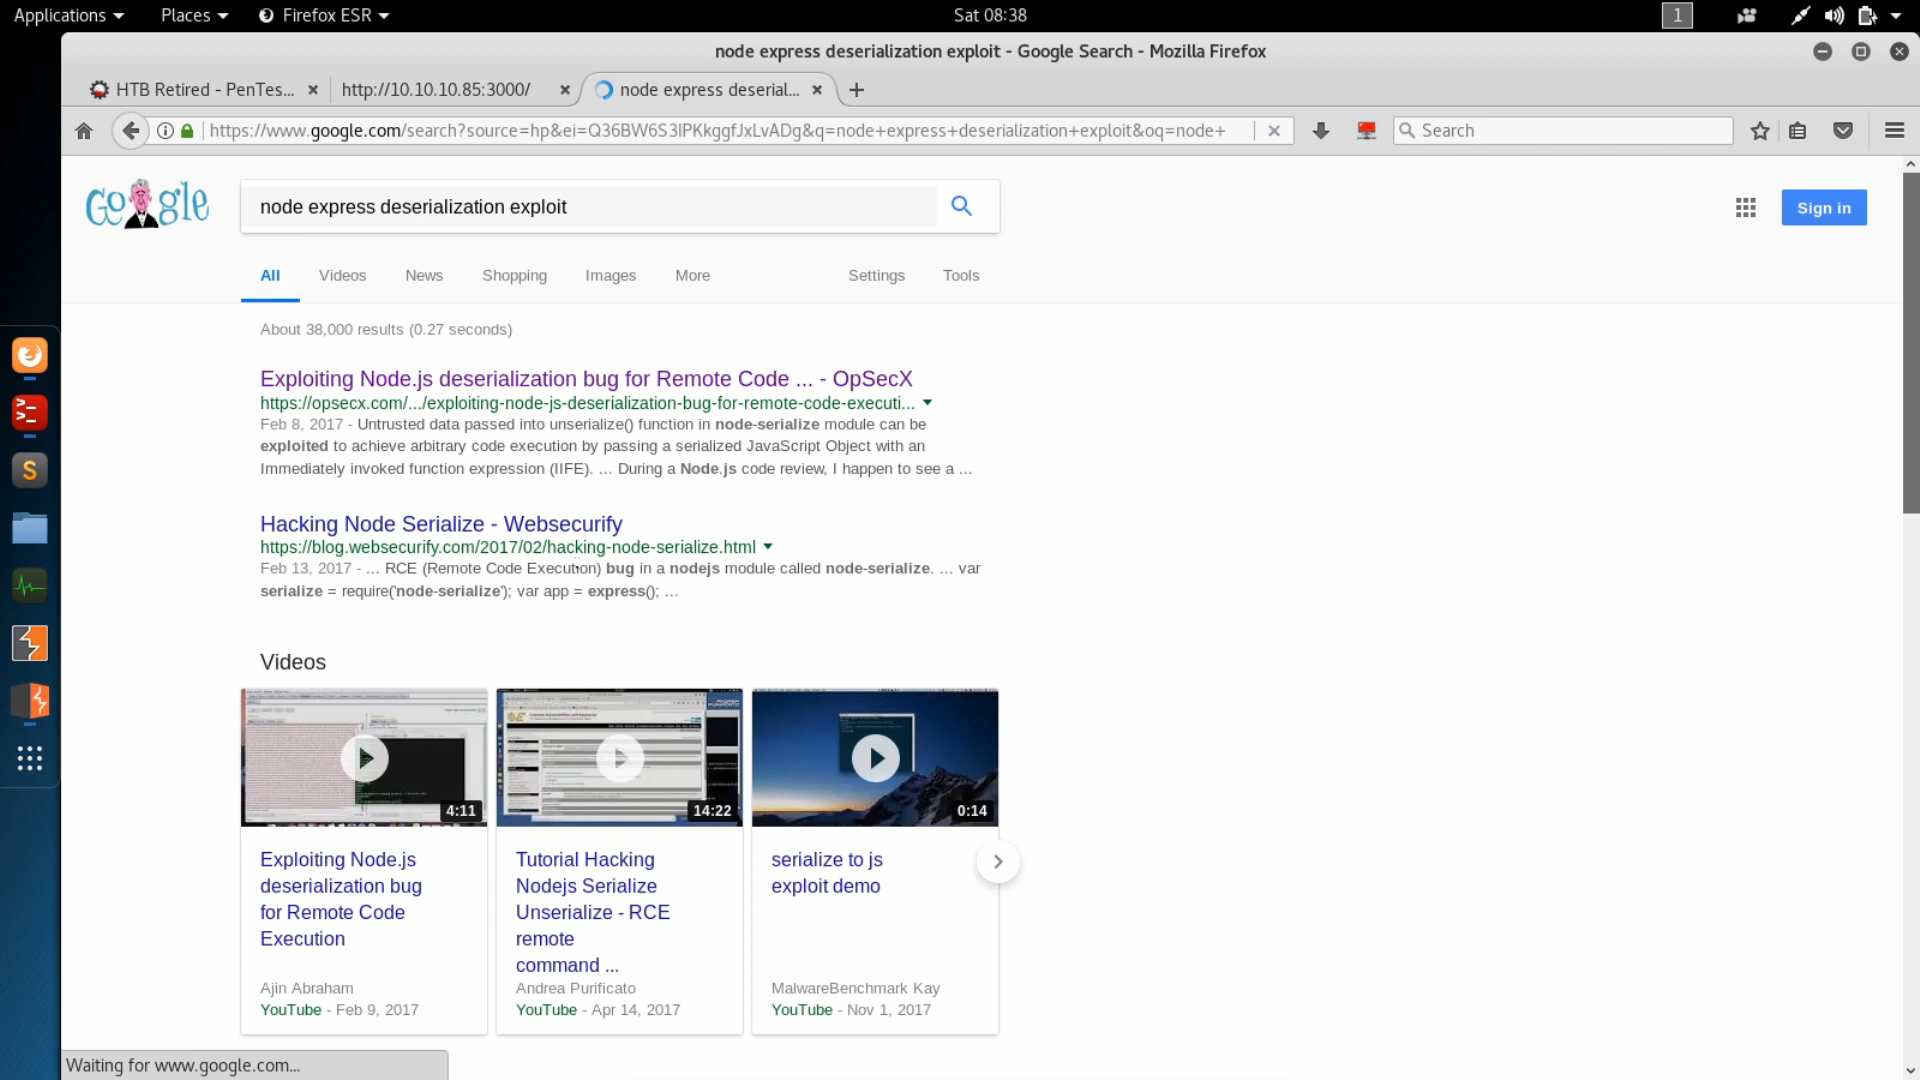 Applications
Places
Firefox ESR
Sat 08:38
1
node express deserialization exploit - Google Search - Mozilla Firefox
HTB Retired - PenTes...
http://10.10.10.85:3000/
node express deserial...
https://www.google.com/search?source=hp&ei=Q36BW6S3IPKkggfJxLvADg&q=node+express+deserialization+exploit&oq=node+
Search
Google
node express deserialization exploit
Sign in
All
Videos
News
Shopping
Images
More
Settings
Tools
About 38,000 results (0.27 seconds)
Exploiting Node.js deserialization bug for Remote Code ... - OpSecX
https://opsecx.com/.../exploiting-node-js-deserialization-bug-for-remote-code-executi...
Feb 8, 2017 - Untrusted data passed into unserialize() function in node-serialize module can be
exploited to achieve arbitrary code execution by passing a serialized JavaScript Object with an
Immediately invoked function expression (IIFE). ... During a Node.js code review, I happen to see a ...
Hacking Node Serialize - Websecurify
https://blog.websecurify.com/2017/02/hacking-node-serialize.html
Feb 13, 2017 - ... RCE (Remote Code Execution) bug in a nodejs module called node-serialize. ... var
serialize = require('node-serialize'); var app = express(); ...
Videos
4:11
14:22
0:14
Exploiting Node.js
deserialization bug
for Remote Code
Execution
Ajin Abraham
YouTube - Feb 9, 2017
Tutorial Hacking
Nodejs Serialize
Unserialize - RCE
remote
command ...
Andrea Purificato
YouTube - Apr 14, 2017
serialize to js
exploit demo
MalwareBenchmark Kay
YouTube - Nov 1, 2017
Waiting for www.google.com...